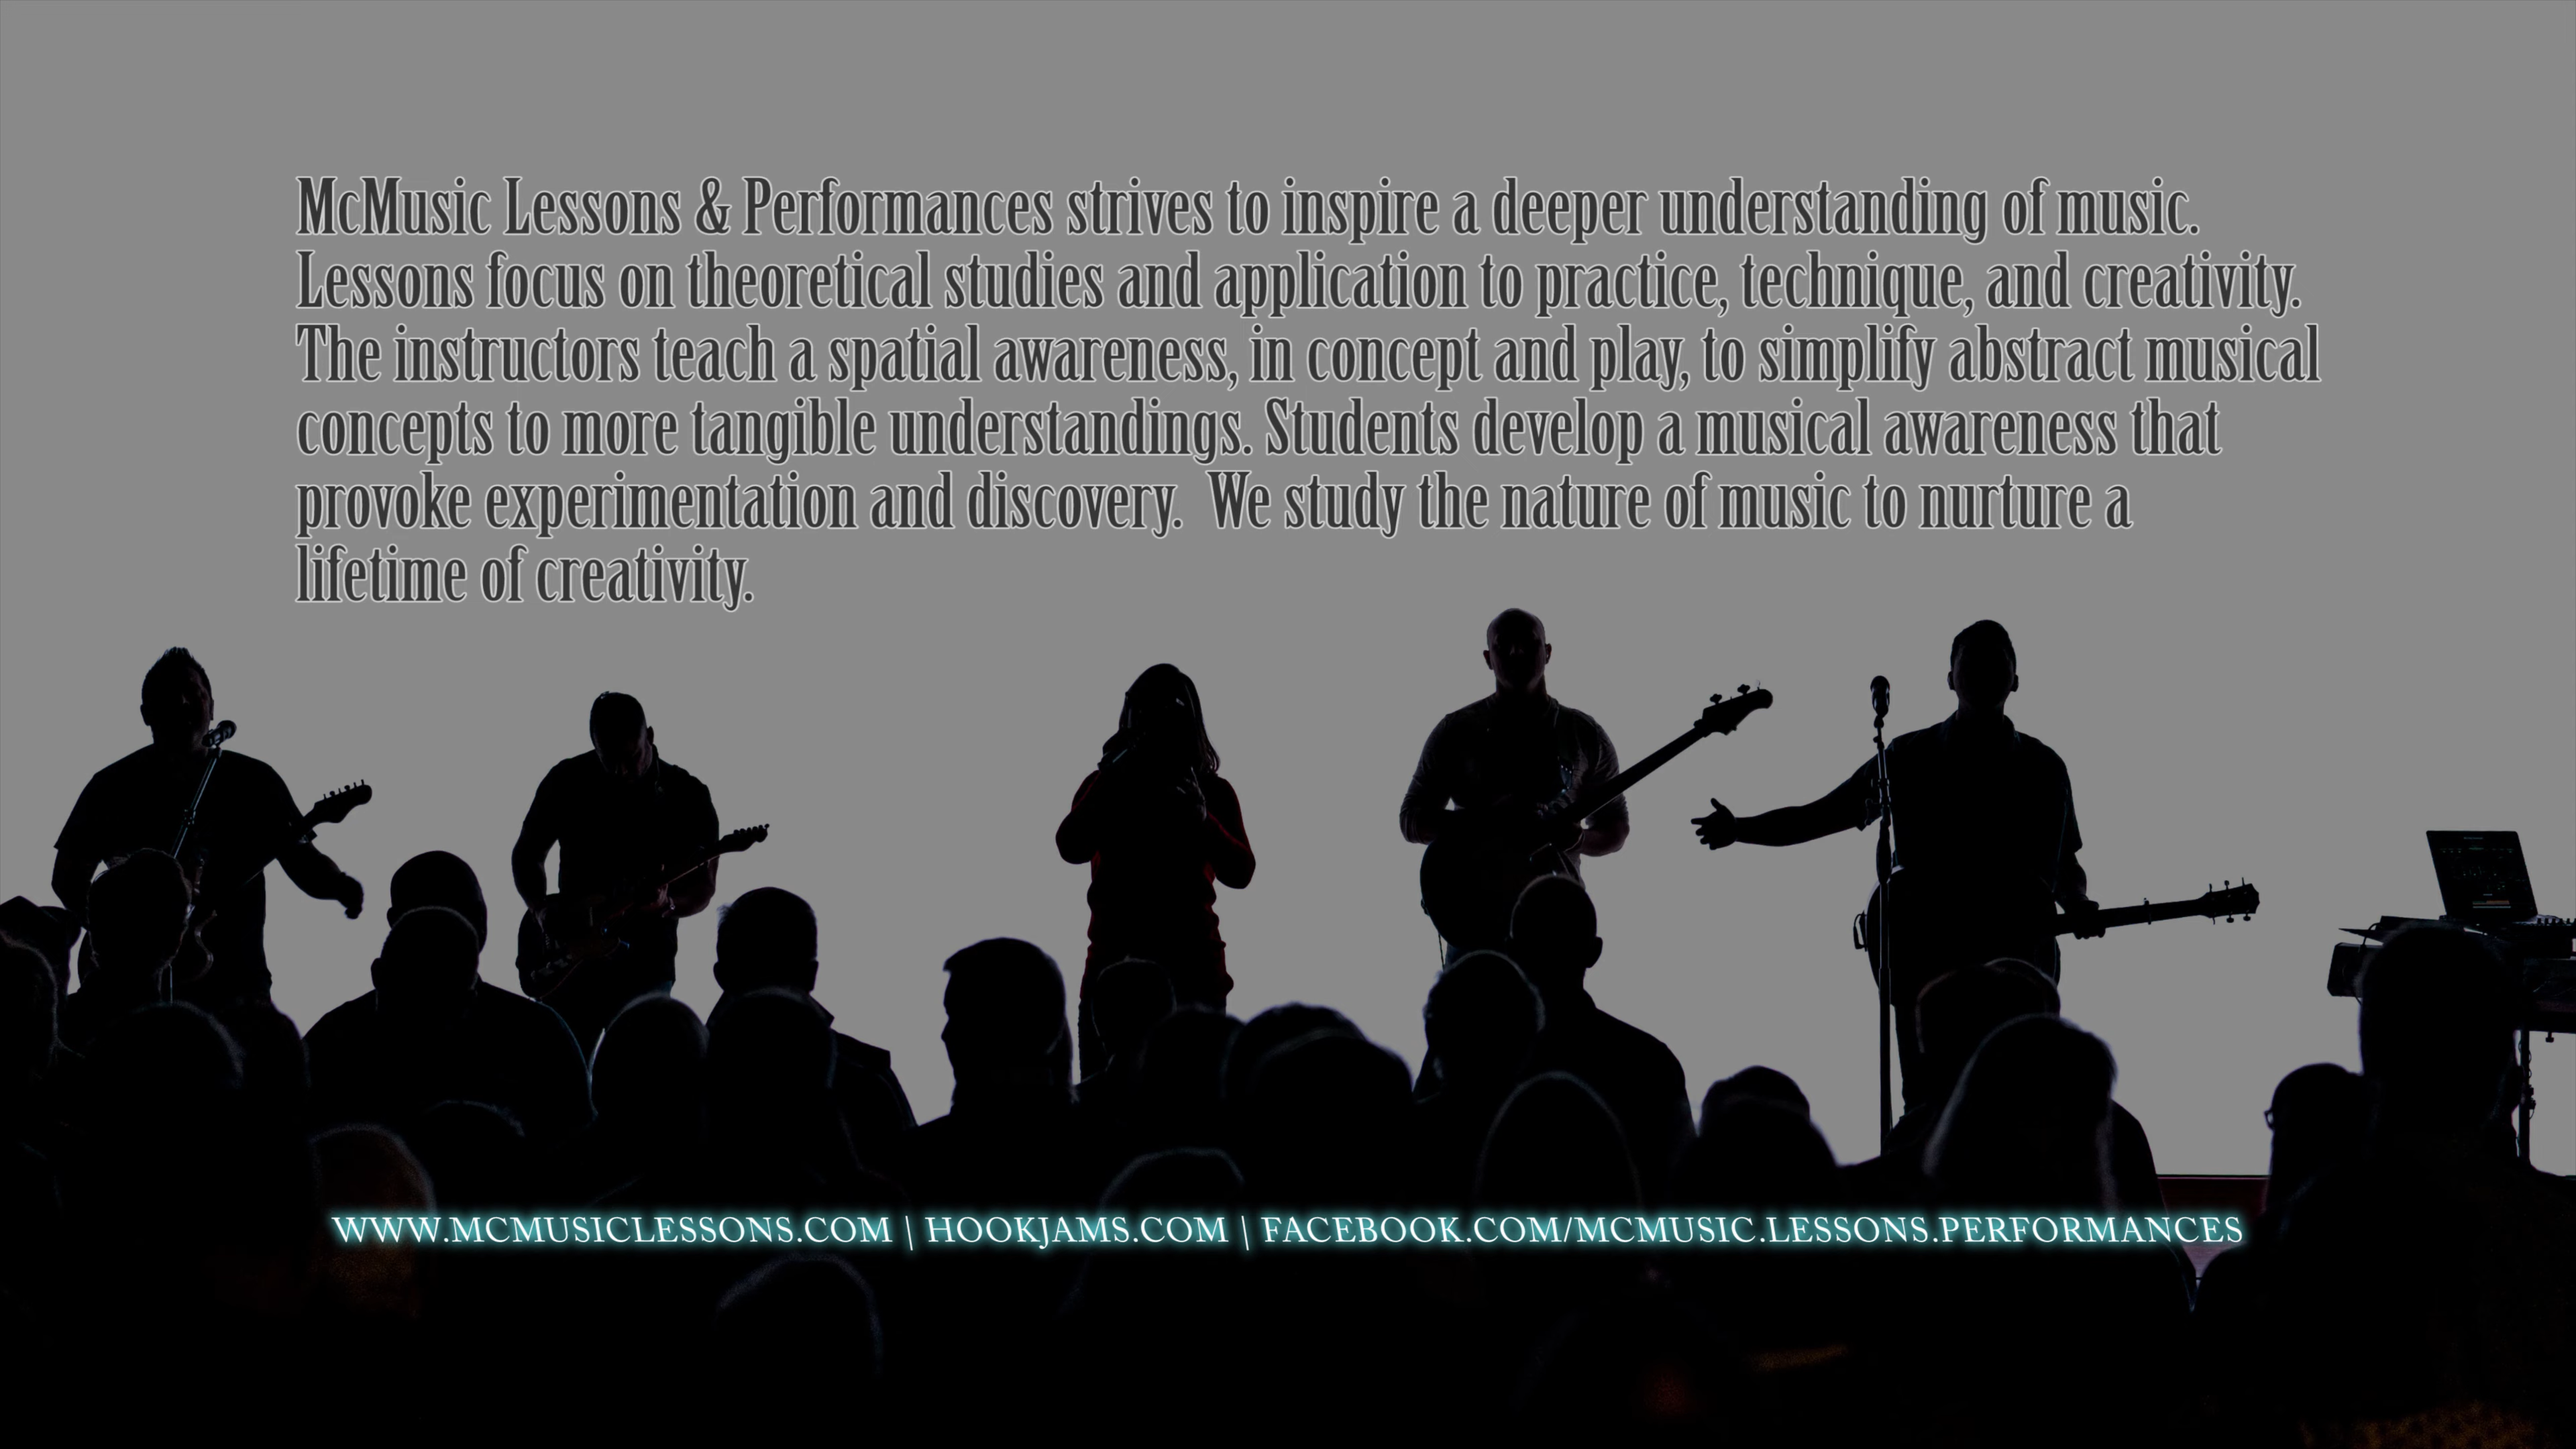 McMusic Lessons & Performances strives to inspire a deeper understanding of music.
Lessons focus on theoretical studies and application to practice, technique, and creativity.
The instructors teach a spatial awareness, in concept and play, to simplify abstract musical
concepts to more tangible understandings. Students develop a musical awareness that
provoke experimentation and discovery.  We study the nature of music to nurture a
lifetime of creativity.
WWW.MCMUSICLESSONS.COM | HOOKJAMS.COM | FACEBOOK.COM/MCMUSIC.LESSONS.PERFORMANCES